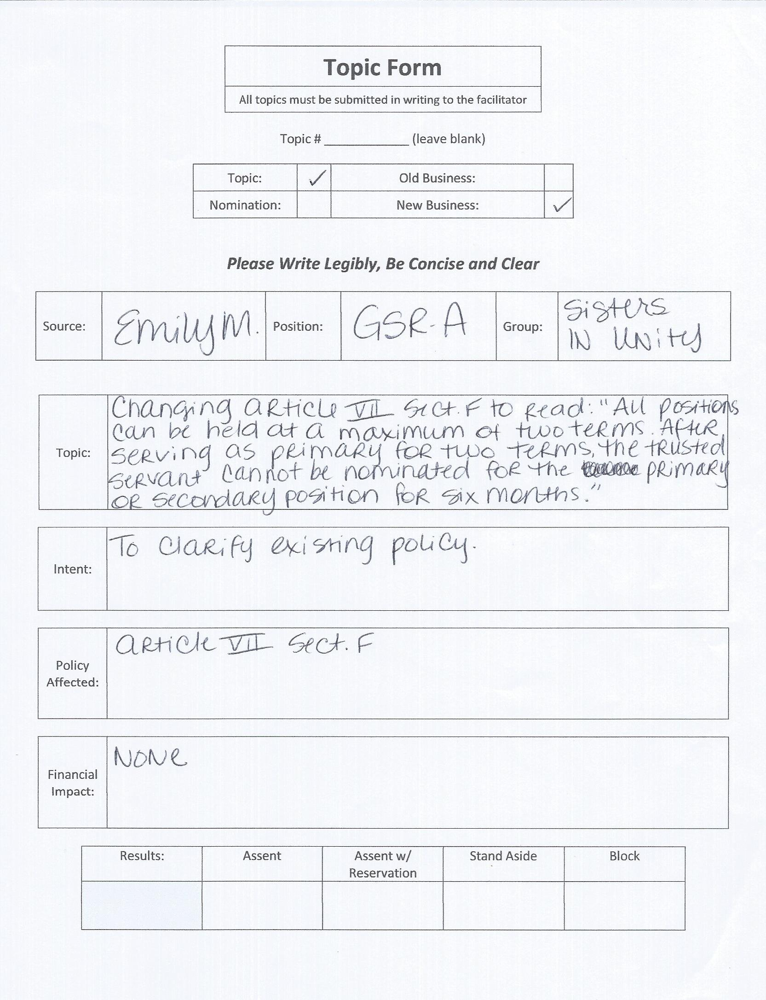 Topic Form
All topics must be submitted in writing to the facilitator
Topic # ____________ (leave blank)
Topic: ✓ Old Business:
Nomination: New Business: ✓
Please Write Legibly, Be Concise and Clear
Source: Emily M. Position: GSR-A Group: Sisters
IN UNity
Topic:
Changing Article VII Sect. F to read: "All positions
can be held at a maximum of two terms. After
serving as primary for two terms, the trusted
servant cannot be nominated for the primary
or secondary position for six months."
Intent:
To clarify existing policy.
Policy
Affected:
Article VII Sect. F
Financial
Impact:
NONe
Results: Assent Assent w/ Stand Aside Block
Reservation